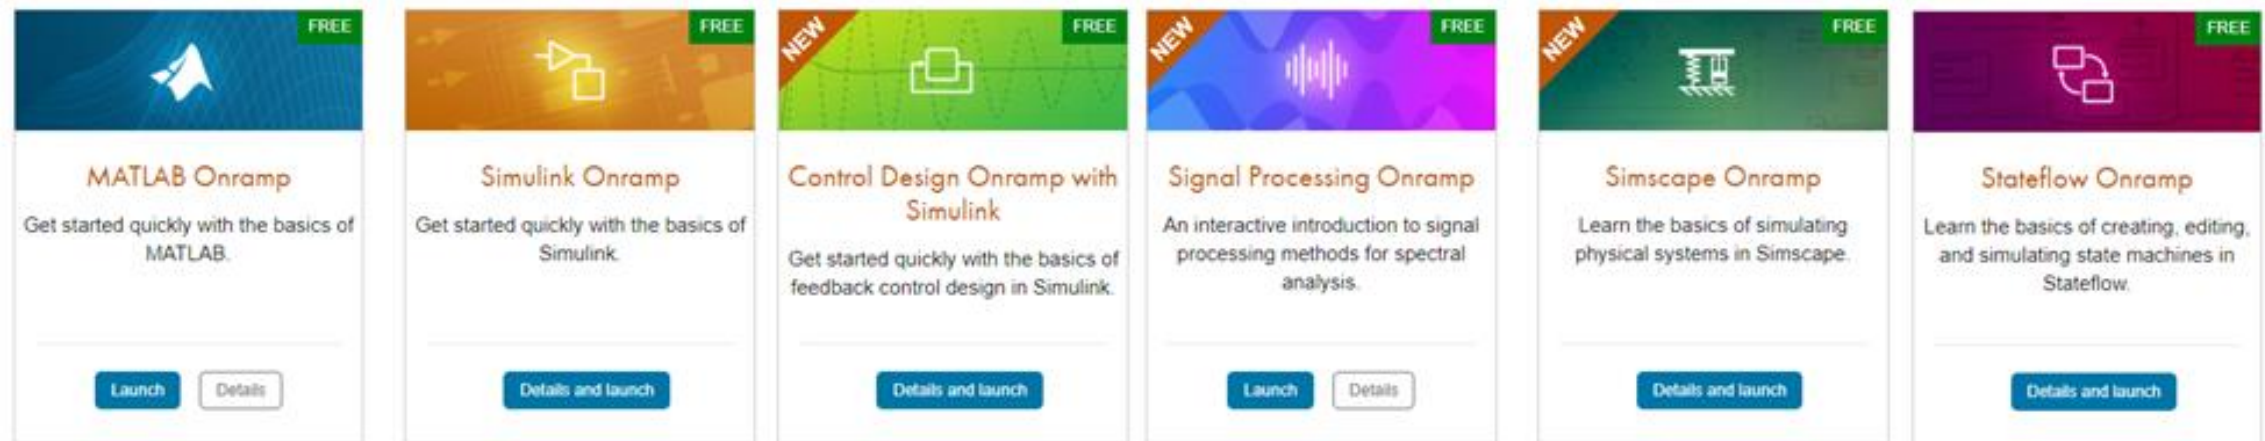 FREE
MATLAB Onramp
Get started quickly with the basics of
MATLAB.
Launch
Details
FREE
Simulink Onramp
Get started quickly with the basics of
Simulink.
Details and launch
NEW
FREE
Control Design Onramp with
Simulink
Get started quickly with the basics of
feedback control design in Simulink.
Details and launch
NEW
FREE
Signal Processing Onramp
An interactive introduction to signal
processing methods for spectral
analysis.
Launch
Details
NEW
FREE
Simscape Onramp
Learn the basics of simulating
physical systems in Simscape.
Details and launch
FREE
Stateflow Onramp
Learn the basics of creating, editing,
and simulating state machines in
Stateflow.
Details and launch